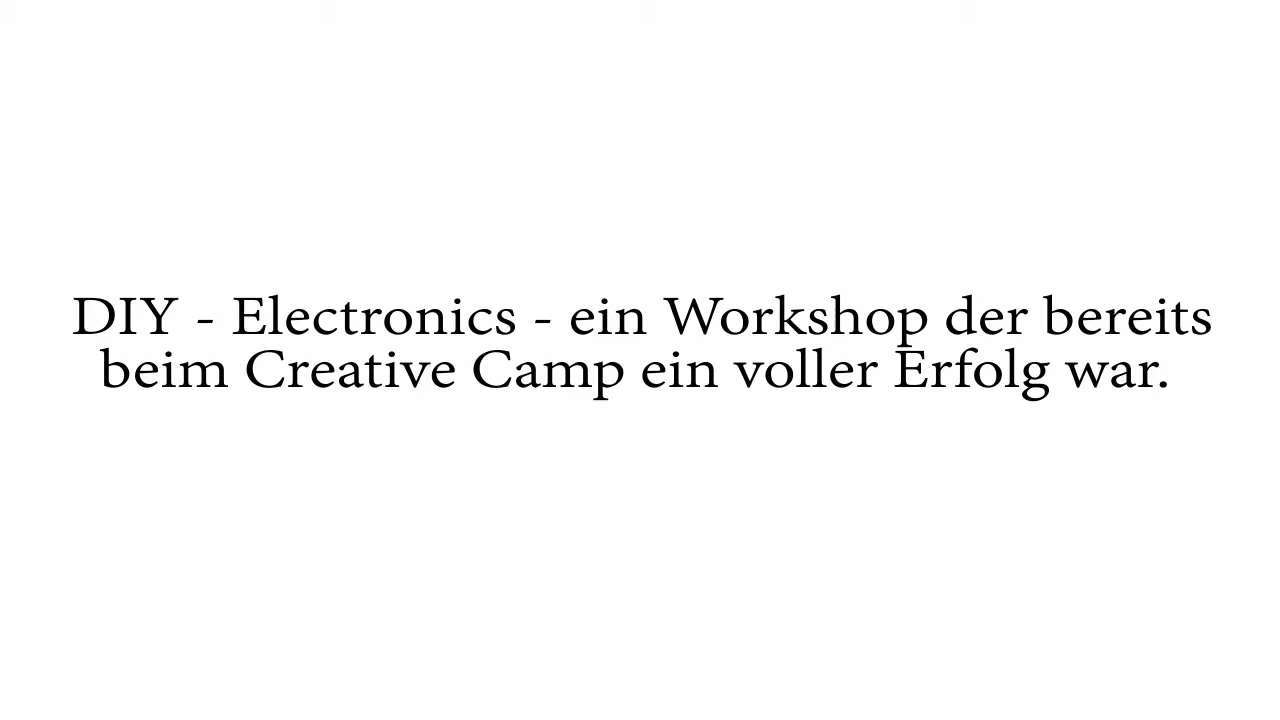 DIY - Electronics - ein Workshop der bereits
beim Creative Camp ein voller Erfolg war.